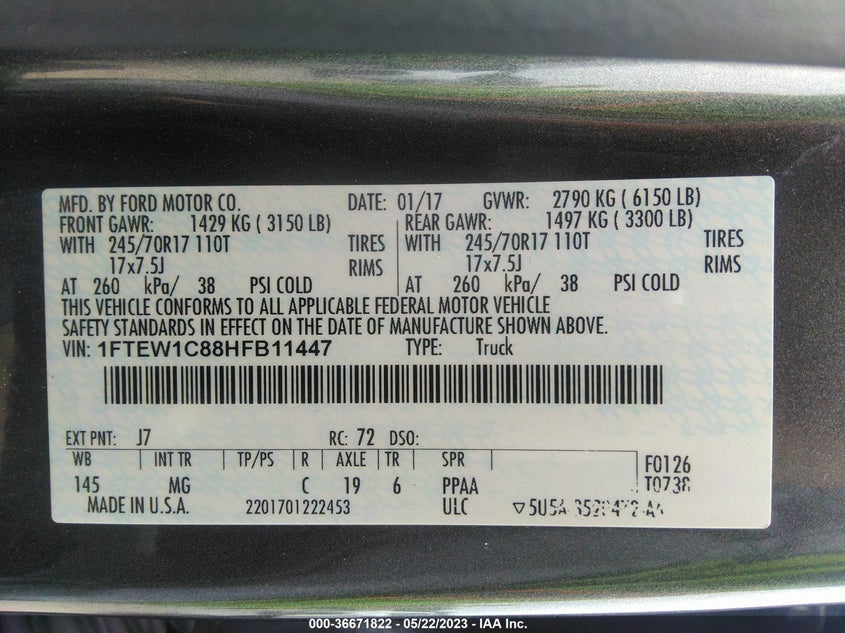 MFD. BY FORD MOTOR CO. DATE: 01/17 GVWR: 2790 KG ( 6150 LB)
FRONT GAWR: 1429 KG ( 3150 LB) REAR GAWR: 1497 KG ( 3300 LB)
WITH 245/70R17 110T TIRES WITH 245/70R17 110T TIRES
17x7.5J RIMS 17x7.5J RIMS
AT 260 kPa/ 38 PSI COLD AT 260 kPa/ 38 PSI COLD
THIS VEHICLE CONFORMS TO ALL APPLICABLE FEDERAL MOTOR VEHICLE
SAFETY STANDARDS IN EFFECT ON THE DATE OF MANUFACTURE SHOWN ABOVE.
VIN: 1FTEW1C88HFB11447 TYPE: Truck
EXT PNT: J7 RC: 72 DSO:
WB INT TR TP/PS R AXLE TR SPR F0126
145 MG C 19 6 PPAA T0738
MADE IN U.S.A. 2201701222453 ULC
000-36671822 - 05/22/2023 - IAA Inc.